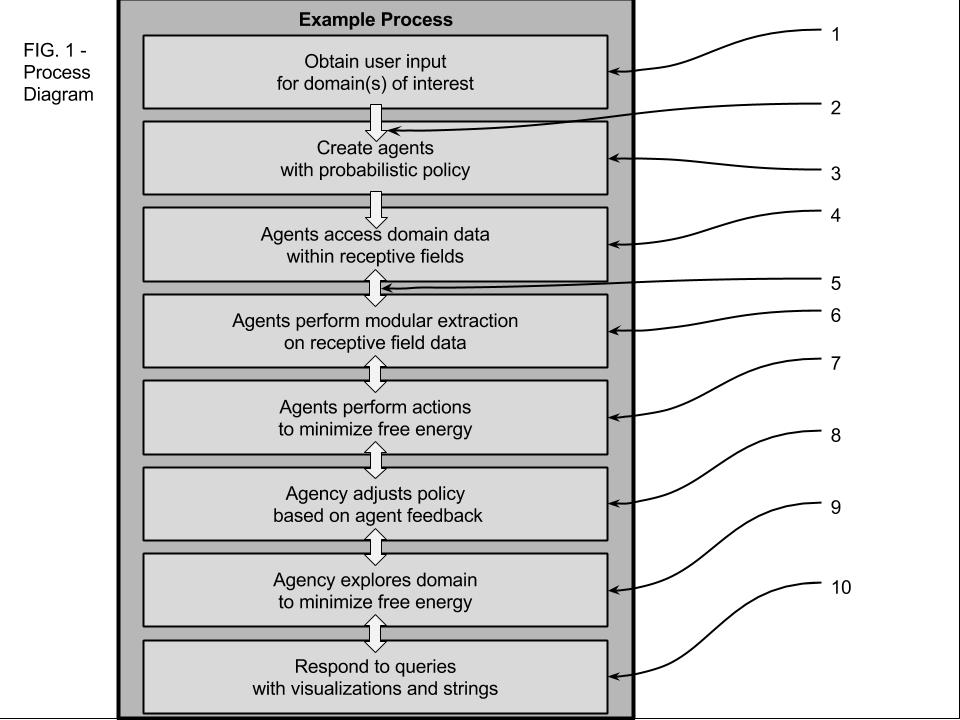 Example Process
FIG. 1 -
Process
Diagram
Obtain user input
for domain(s) of interest
1
2
Create agents
with probabilistic policy
3
Agents access domain data
within receptive fields
4
5
Agents perform modular extraction
on receptive field data
6
Agents perform actions
to minimize free energy
7
Agency adjusts policy
based on agent feedback
8
Agency explores domain
to minimize free energy
9
Respond to queries
with visualizations and strings
10